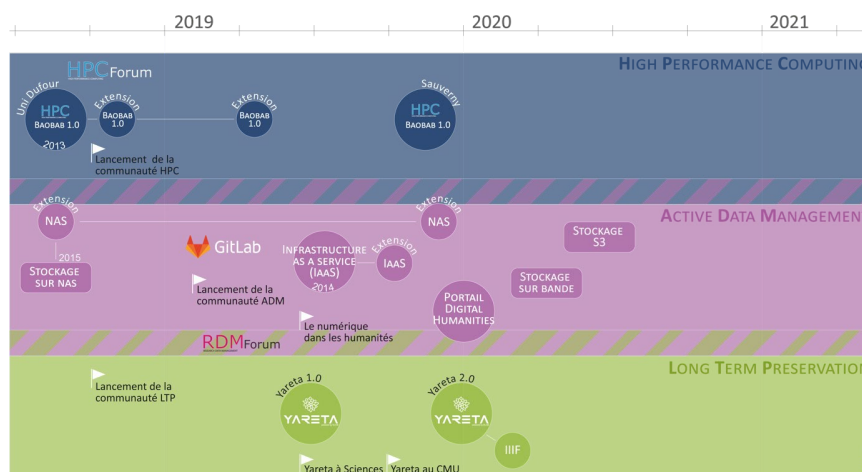 2019
2020
2021
HIGH PERFORMANCE COMPUTING
HPC Forum
Uni Dufour
HPC
BAOBAB 1.0
2013
Extension
BAOBAB
1.0
Extension
BAOBAB
1.0
Sauverny
HPC
BAOBAB 1.0
Lancement de la
communauté HPC
ACTIVE DATA MANAGEMEN
Extension
NAS
2015
STOCKAGE
SUR NAS
GitLab
Lancement de la
communauté ADM
INFRASTRUCTURE
AS A SERVICE
(IAAS)
2014
Extension
IAAS
Extension
NAS
STOCKAGE
S3
STOCKAGE
SUR BANDE
PORTAIL
DIGITAL
HUMANITIES
Le numérique
dans les humanités
RDM Forum
LONG TERM PRESERVATION
Lancement de la
communauté LTP
Yareta 1.0
YARETA
Yareta 2.0
YARETA
IIIF
Yareta à Sciences
Yareta au CMU